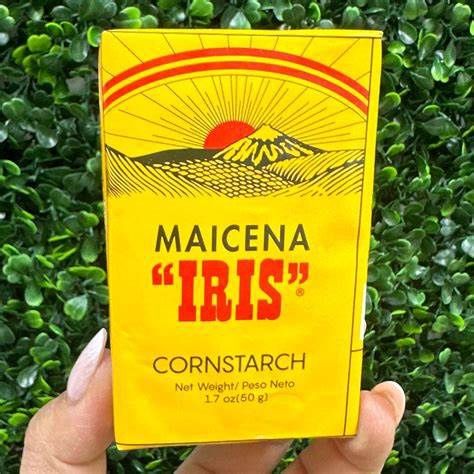 MAICENA
“IRIS”®
CORNSTARCH
Net Weight/ Peso Neto
1.7 oz(50 g)